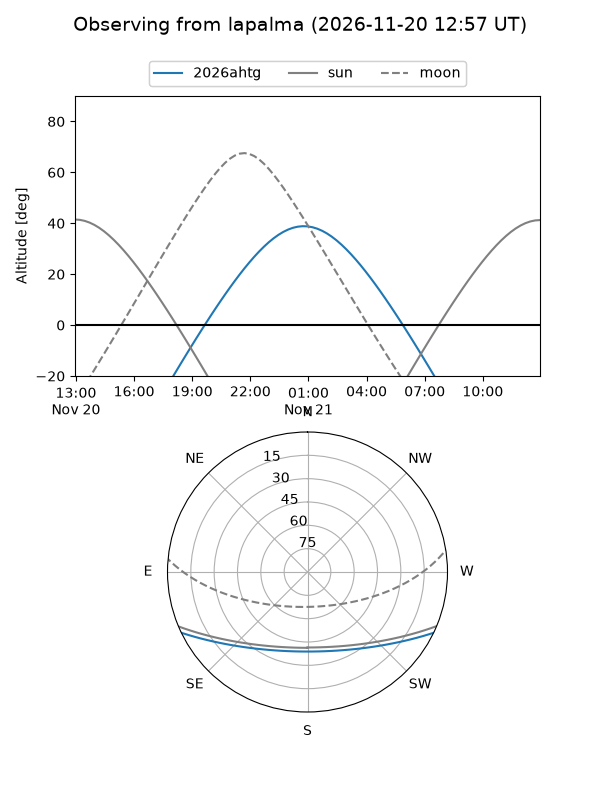 Observing from lapalma (2026-11-20 12:57 UT)
2026ahtg sun moon
Altitude [deg]
80
60
40
20
0
−20
13:00 16:00 19:00 22:00 01:00 04:00 07:00 10:00
Nov 20 Nov 21
N
NE NW
15
30
45
60
75
E W
SE SW
S